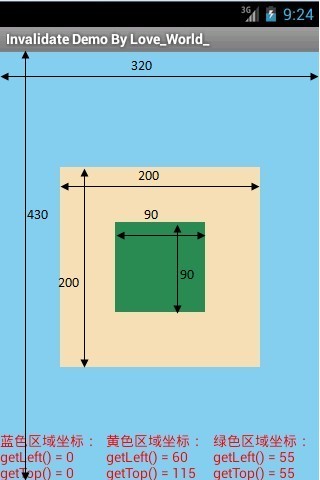 3G 9:24
Invalidate Demo By Love_World_
320
200
90
430
90
200
蓝色区域坐标： 黄色区域坐标： 绿色区域坐标：
getLeft() = 0 getLeft() = 60 getLeft() = 55
getTop() = 0 getTop() = 115 getTop() = 55